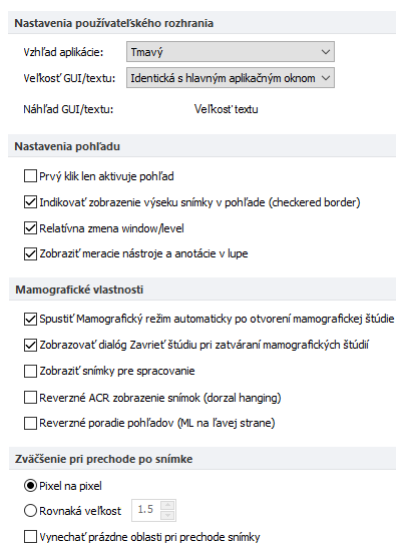 Nastavenia používateľského rozhrania
Vzhľad aplikácie: Tmavý
Veľkosť GUI/textu: Identická s hlavným aplikačným oknom
Náhľad GUI/textu: Veľkosť textu
Nastavenia pohľadu
Prvý klik len aktivuje pohľad
Indikovať zobrazenie výseku snímky v pohľade (checkered border)
Relatívna zmena window/level
Zobraziť meracie nástroje a anotácie v lupe
Mamografické vlastnosti
Spustiť Mamografický režim automaticky po otvorení mamografickej štúdie
Zobrazovať dialóg Zavrieť štúdiu pri zatváraní mamografických štúdií
Zobraziť snímky pre spracovanie
Reverzné ACR zobrazenie snímok (dorzal hanging)
Reverzné poradie pohľadov (ML na ľavej strane)
Zväčšenie pri prechode po snímke
Pixel na pixel
Rovnaká veľkost 1.5
Vynechať prázdne oblasti pri prechode snímky